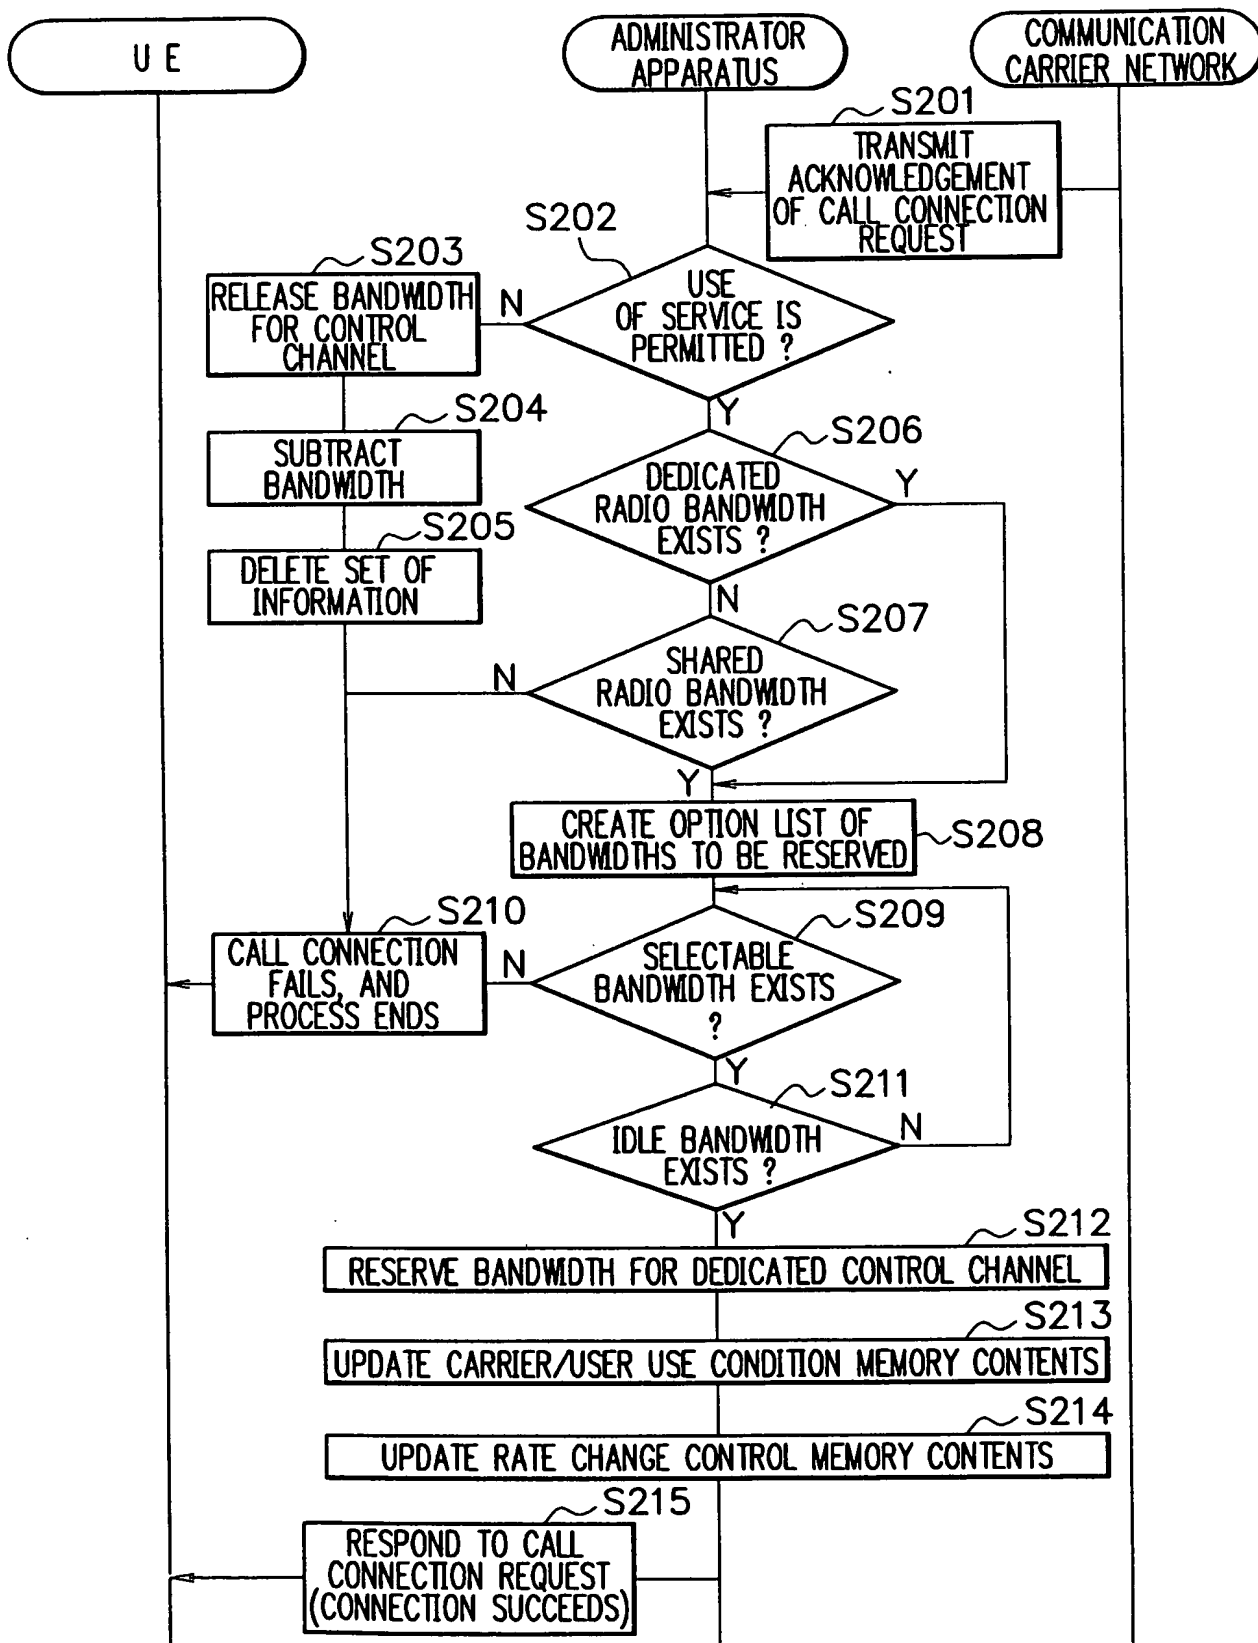 U E
ADMINISTRATOR
APPARATUS
COMMUNICATION
CARRIER NETWORK
S201
TRANSMIT
ACKNOWLEDGEMENT
OF CALL CONNECTION
REQUEST
S202
USE
OF SERVICE IS
PERMITTED ?
N
Y
S203
RELEASE BANDWIDTH
FOR CONTROL
CHANNEL
S204
SUBTRACT
BANDWIDTH
S205
DELETE SET OF
INFORMATION
S206
DEDICATED
RADIO BANDWIDTH
EXISTS ?
Y
N
S207
SHARED
RADIO BANDWIDTH
EXISTS ?
N
Y
CREATE OPTION LIST OF
BANDWIDTHS TO BE RESERVED
S208
S209
SELECTABLE
BANDWIDTH EXISTS
?
N
Y
S210
CALL CONNECTION
FAILS, AND
PROCESS ENDS
S211
IDLE BANDWIDTH
EXISTS ?
N
Y
S212
RESERVE BANDWIDTH FOR DEDICATED CONTROL CHANNEL
S213
UPDATE CARRIER/USER USE CONDITION MEMORY CONTENTS
S214
UPDATE RATE CHANGE CONTROL MEMORY CONTENTS
S215
RESPOND TO CALL
CONNECTION REQUEST
(CONNECTION SUCCEEDS)